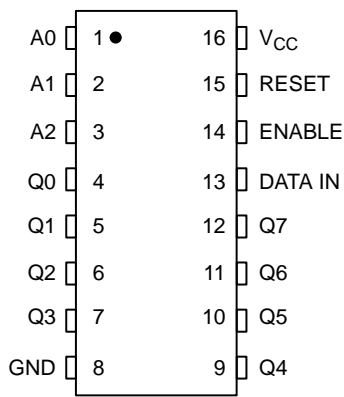 A0 1 16 VCC
A1 2 15 RESET
A2 3 14 ENABLE
Q0 4 13 DATA IN
Q1 5 12 Q7
Q2 6 11 Q6
Q3 7 10 Q5
GND 8 9 Q4